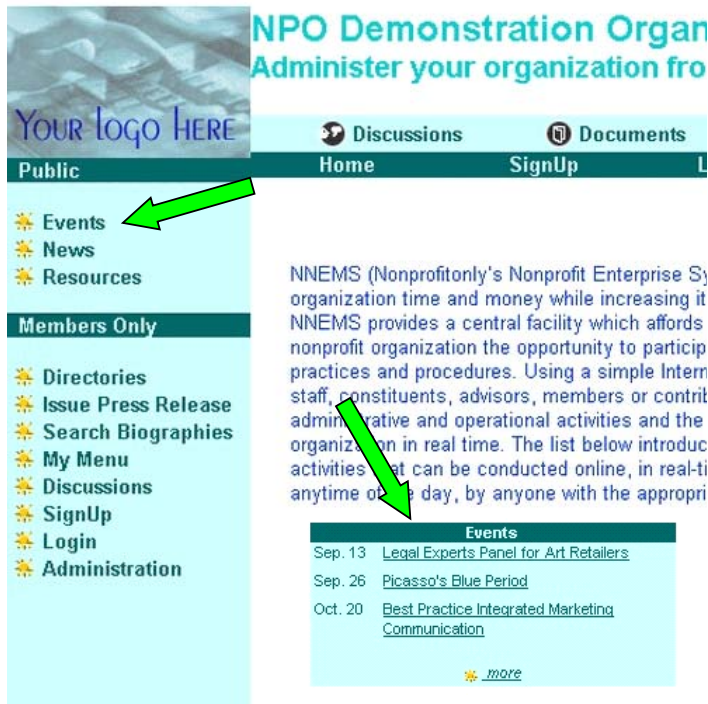 NPO Demonstration Organ
Administer your organization fro
Your logo Here
Discussions
Documents
Public
Home
SignUp
L
Events
News
Resources
Members Only
Directories
Issue Press Release
Search Biographies
My Menu
Discussions
SignUp
Login
Administration
NNEMS (Nonprofitonly's Nonprofit Enterprise Sy
organization time and money while increasing it
NNEMS provides a central facility which affords
nonprofit organization the opportunity to particip
practices and procedures. Using a simple Intern
staff, constituents, advisors, members or contrib
administrative and operational activities and the
organization in real time. The list below introduc
activities that can be conducted online, in real-ti
anytime of the day, by anyone with the appropri
Events
Sep. 13 Legal Experts Panel for Art Retailers
Sep. 26 Picasso's Blue Period
Oct. 20 Best Practice Integrated Marketing
Communication
more